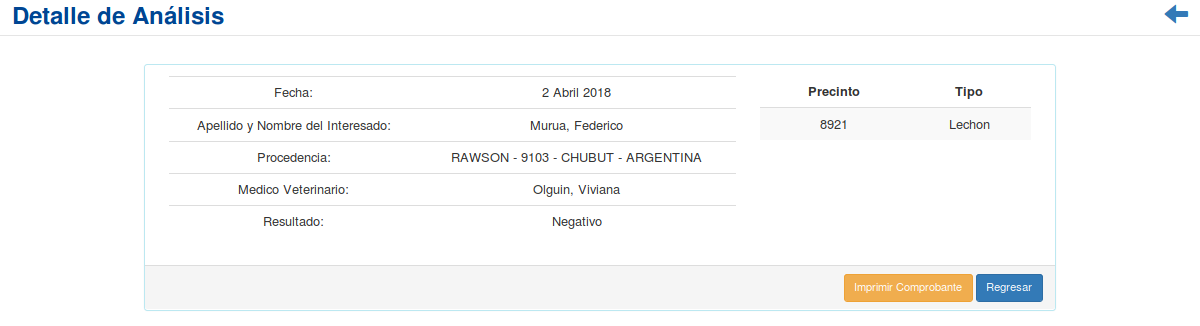 Detalle de Análisis
Fecha: 2 Abril 2018
Apellido y Nombre del Interesado: Murua, Federico
Procedencia: RAWSON - 9103 - CHUBUT - ARGENTINA
Medico Veterinario: Olguin, Viviana
Resultado: Negativo
Precinto Tipo
8921 Lechon
Imprimir Comprobante Regresar